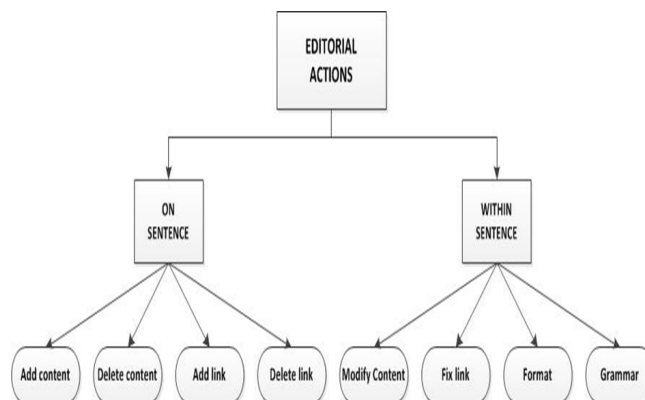 EDITORIAL
ACTIONS
ON
SENTENCE
WITHIN
SENTENCE
Add content
Delete content
Add link
Delete link
Modify Content
Fix link
Format
Grammar